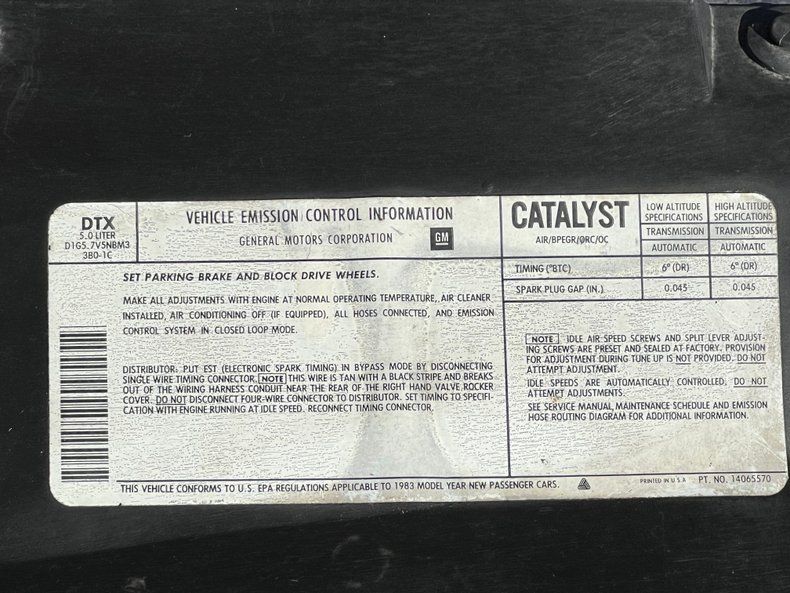 DTX
5.0 LITER
D1G5.7V5NBM3
3B0-1C
VEHICLE EMISSION CONTROL INFORMATION
GENERAL MOTORS CORPORATION GM
CATALYST
AIR/BPEGR/ORC/OC
LOW ALTITUDE SPECIFICATIONS
HIGH ALTITUDE SPECIFICATIONS
TRANSMISSION TRANSMISSION
AUTOMATIC AUTOMATIC
TIMING (°BTC) 6° (DR) 6° (DR)
SPARK PLUG GAP (IN.) 0.045 0.045
SET PARKING BRAKE AND BLOCK DRIVE WHEELS.
MAKE ALL ADJUSTMENTS WITH ENGINE AT NORMAL OPERATING TEMPERATURE, AIR CLEANER
INSTALLED, AIR CONDITIONING OFF (IF EQUIPPED), ALL HOSES CONNECTED, AND EMISSION
CONTROL SYSTEM IN CLOSED LOOP MODE.
DISTRIBUTOR: PUT EST (ELECTRONIC SPARK TIMING) IN BYPASS MODE BY DISCONNECTING
SINGLE WIRE TIMING CONNECTOR. NOTE THIS WIRE IS TAN WITH A BLACK STRIPE AND BREAKS
OUT OF THE WIRING HARNESS CONDUIT NEAR THE REAR OF THE RIGHT HAND VALVE ROCKER
COVER. DO NOT DISCONNECT FOUR-WIRE CONNECTOR TO DISTRIBUTOR. SET TIMING TO SPECIFI-
CATION WITH ENGINE RUNNING AT IDLE SPEED. RECONNECT TIMING CONNECTOR.
NOTE IDLE AIR SPEED SCREWS AND SPLIT LEVER ADJUST-
ING SCREWS ARE PRESET AND SEALED AT FACTORY. PROVISION
FOR ADJUSTMENT DURING TUNE UP IS NOT PROVIDED. DO NOT
ATTEMPT ADJUSTMENT.
IDLE SPEEDS ARE AUTOMATICALLY CONTROLLED, DO NOT
ATTEMPT ADJUSTMENTS.
SEE SERVICE MANUAL, MAINTENANCE SCHEDULE AND EMISSION
HOSE ROUTING DIAGRAM FOR ADDITIONAL INFORMATION.
THIS VEHICLE CONFORMS TO U.S. EPA REGULATIONS APPLICABLE TO 1983 MODEL YEAR NEW PASSENGER CARS.
PRINTED IN U.S.A PT. NO. 14065570